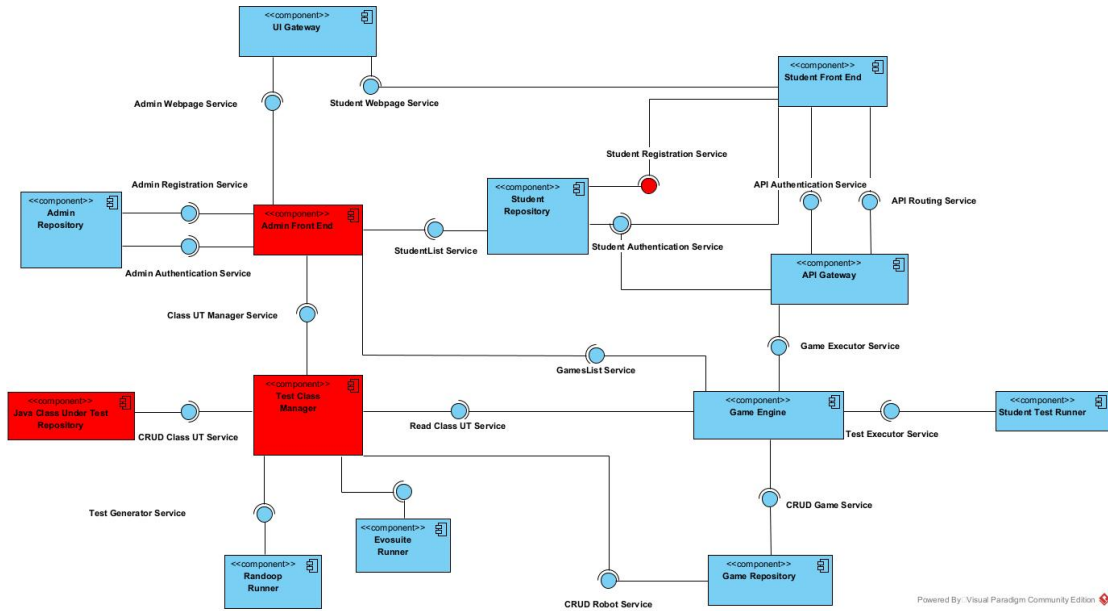 <<component>>
UI Gateway
<<component>>
Student Front End
Admin Webpage Service
Student Webpage Service
Student Registration Service
Admin Registration Service
API Authentication Service
API Routing Service
<<component>>
Admin
Repository
<<component>>
Admin Front End
<<component>>
Student
Repository
StudentList Service
Student Authentication Service
Admin Authentication Service
<<component>>
API Gateway
Class UT Manager Service
Game Executor Service
GamesList Service
<<component>>
Java Class Under Test
Repository
<<component>>
Test Class
Manager
<<component>>
Game Engine
<<component>>
Student Test Runner
CRUD Class UT Service
Read Class UT Service
Test Executor Service
Test Generator Service
CRUD Game Service
<<component>>
Evosuite
Runner
<<component>>
Randoop
Runner
<<component>>
Game Repository
CRUD Robot Service
Powered By Visual Paradigm Community Edition